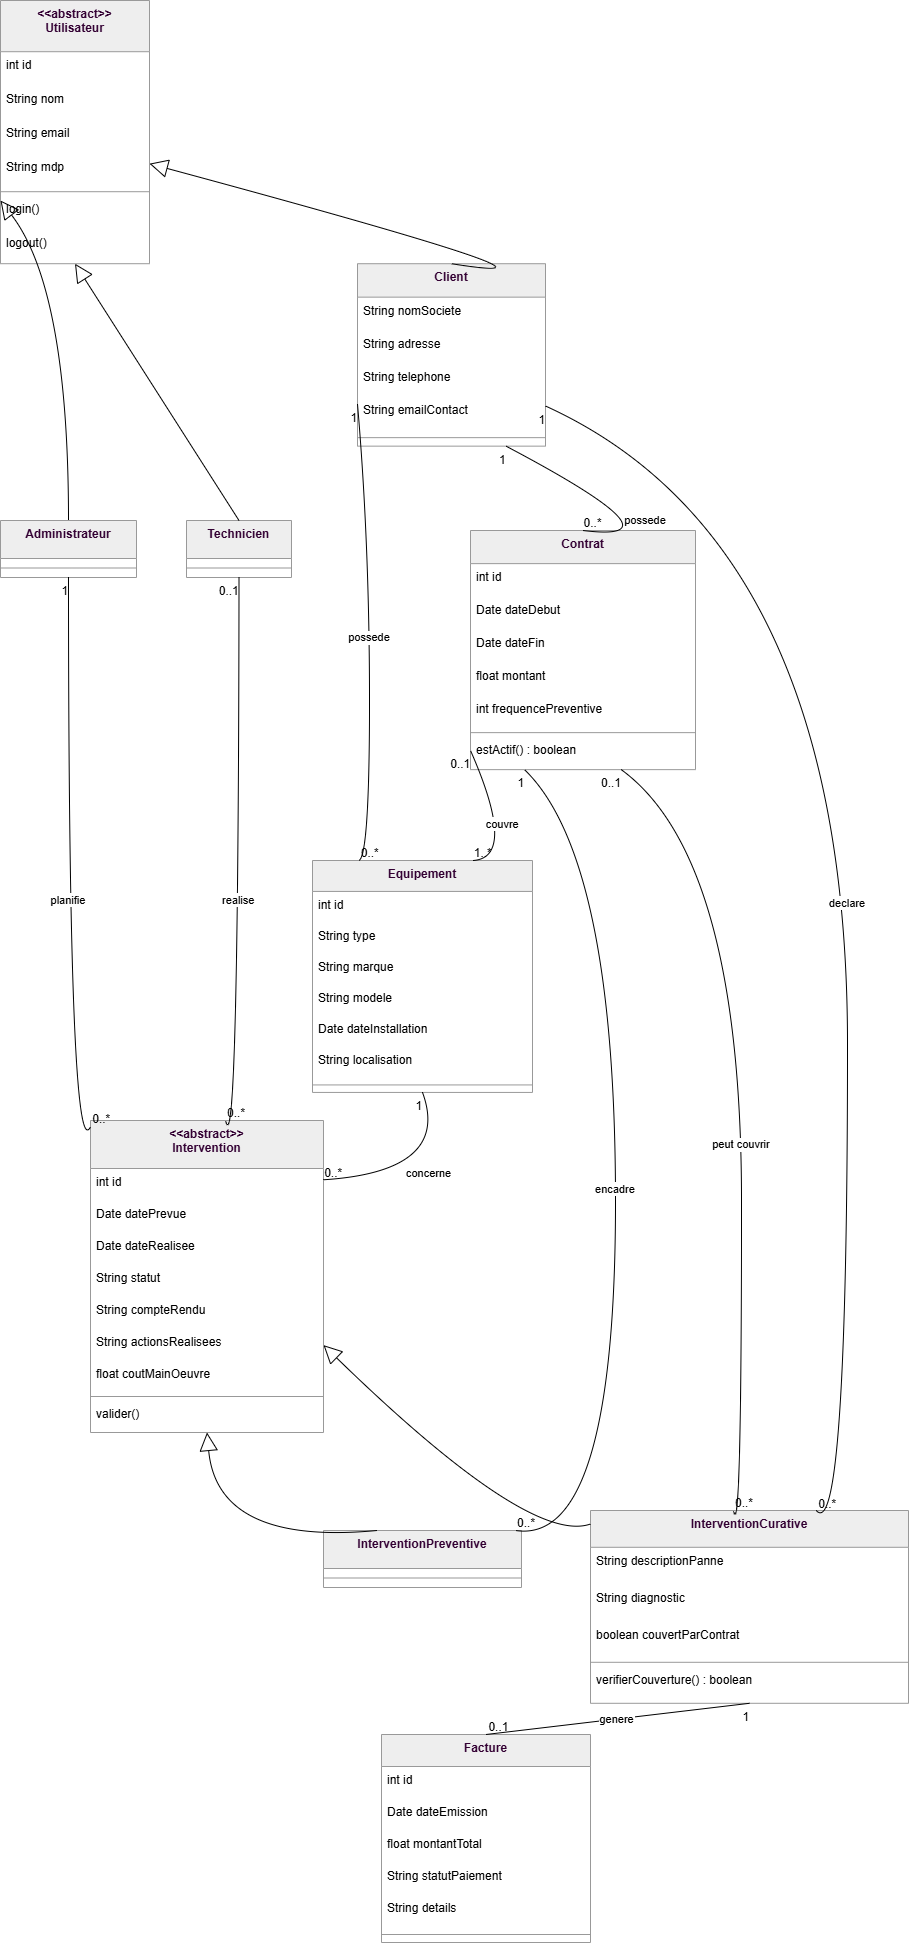 <<abstract>>
Utilisateur
int id
String nom
String email
String mdp
login()
logout()
Client
String nomSociete
String adresse
String telephone
String emailContact
1
1
1
0..*
possede
Administrateur
Technicien
1
0..1
possede
Contrat
int id
Date dateDebut
Date dateFin
float montant
int frequencePreventive
estActif() : boolean
0..1
1
0..1
couvre
0..*
1..*
planifie
realise
declare
Equipement
int id
String type
String marque
String modele
Date dateInstallation
String localisation
1
0..*
0..*
0..*
concerne
peut couvrir
encadre
<<abstract>>
Intervention
int id
Date datePrevue
Date dateRealisee
String statut
String compteRendu
String actionsRealisees
float coutMainOeuvre
valider()
0..*
0..*
0..*
InterventionPreventive
InterventionCurative
String descriptionPanne
String diagnostic
boolean couvertParContrat
verifierCouverture() : boolean
1
genere
0..1
Facture
int id
Date dateEmission
float montantTotal
String statutPaiement
String details